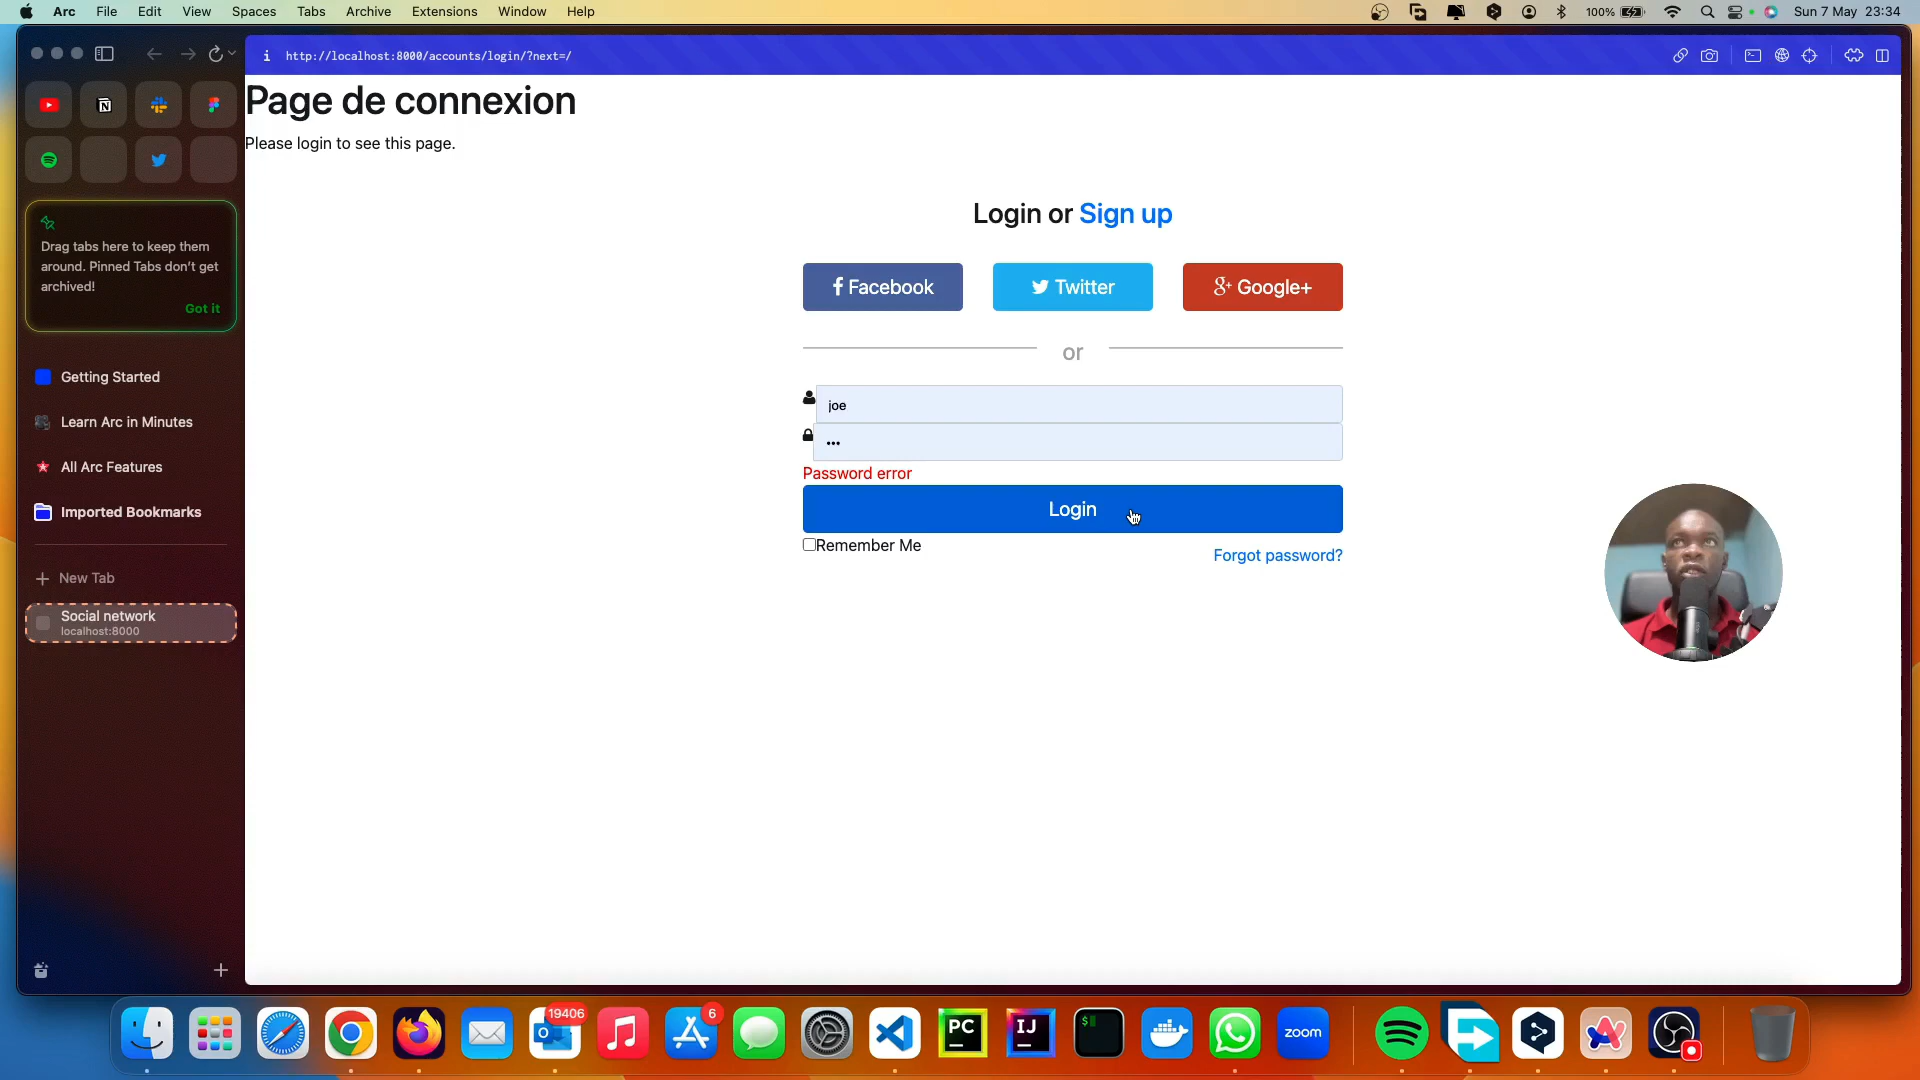 Arc File Edit View Spaces Tabs Archive Extensions Window Help 100% Sun 7 May 23:34
http://localhost:8000/accounts/login/?next=/
Page de connexion
Please login to see this page.
Drag tabs here to keep them
around. Pinned Tabs don't get
archived!
Got it
Getting Started
Learn Arc in Minutes
All Arc Features
Imported Bookmarks
New Tab
Social network
localhost:8000
Login or Sign up
Facebook Twitter Google+
or
joe
Password error
Login
Remember Me
Forgot password?
19406
6
PC
IJ
$
zoom